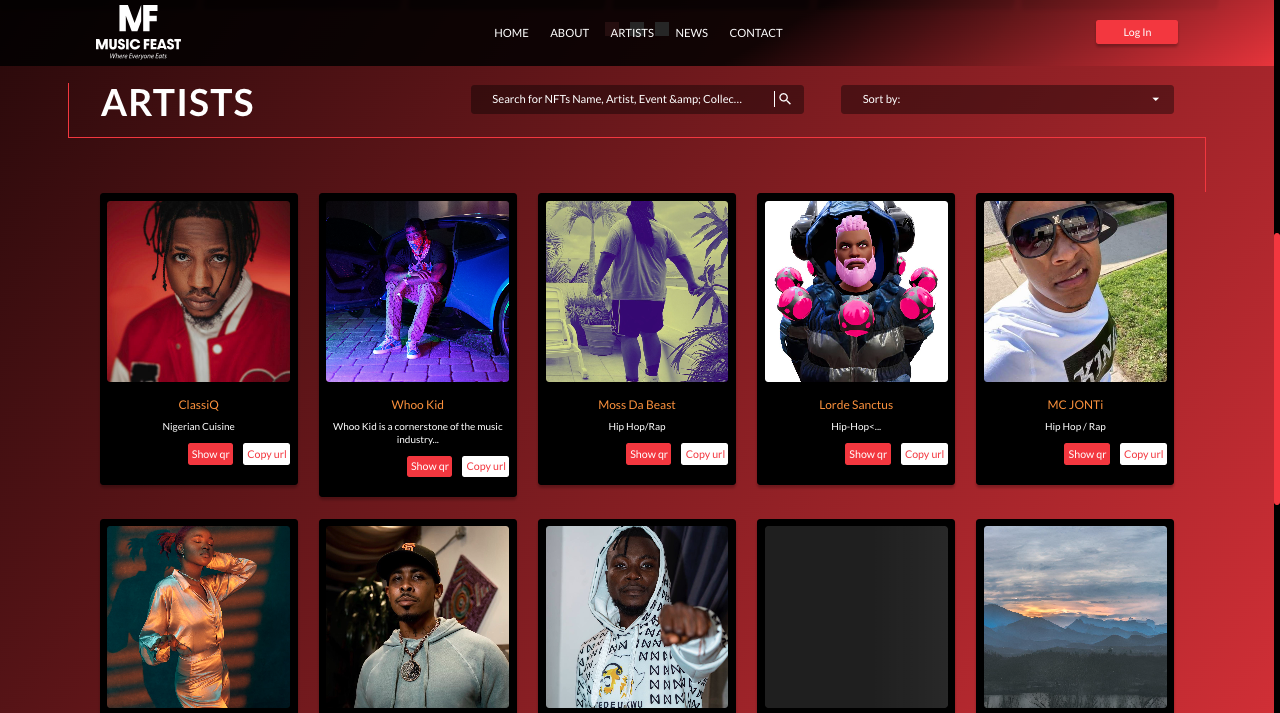 MF
MUSIC FEAST
Where Everyone Eats
HOME ABOUT ARTISTS NEWS CONTACT
Log In
ARTISTS
Search for NFTs Name, Artist, Event &amp; Collec...
Sort by:
ClassiQ
Nigerian Cuisine
Show qr Copy url
Whoo Kid
Whoo Kid is a cornerstone of the music
industry...
Show qr Copy url
Moss Da Beast
Hip Hop/Rap
Show qr Copy url
Lorde Sanctus
Hip-Hop<...
Show qr Copy url
MC JONTi
Hip Hop / Rap
Show qr Copy url